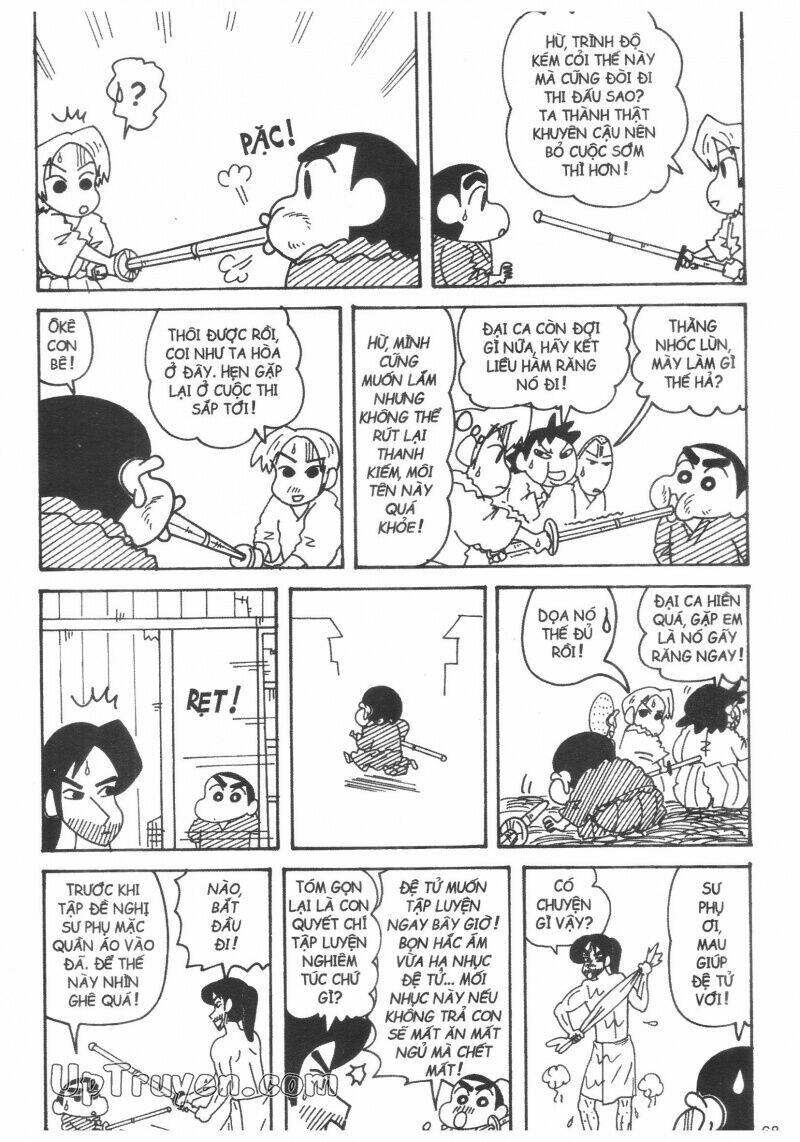 HỪ, TRÌNH ĐỘ
KÉM CỎI THẾ NÀY
MÀ CŨNG ĐÒI ĐI
THI ĐẤU SAO?
TA THÀNH THẬT
KHUYÊN CẬU NÊN
BỎ CUỘC SỚM
THÌ HƠN!
?
PẶC!
THẰNG
NHÓC LÙN,
MÀY LÀM GÌ
THẾ HẢ?
ĐẠI CA CÒN ĐỢI
GÌ NỮA, HÃY KẾT
LIỄU HÀM RĂNG
NÓ ĐI!
HỪ, MÌNH
CŨNG
MUỐN LẮM
NHƯNG
KHÔNG THỂ
RÚT LẠI
THANH
KIẾM, MÔI
TÊN NÀY
QUÁ
KHỎE!
THÔI ĐƯỢC RỒI,
COI NHƯ TA HÒA
Ở ĐÂY. HẸN GẶP
LẠI Ở CUỘC THI
SẮP TỚI!
ÔKÊ
CON
BÊ!
ĐẠI CA HIỀN
QUÁ, GẶP EM
LÀ NÓ GÃY
RĂNG NGAY!
DỌA NÓ
THẾ ĐỦ
RỒI!
RẸT!
SƯ
PHỤ
ƠI,
MAU
GIÚP
ĐỆ TỬ
VỚI!
CÓ
CHUYỆN
GÌ VẬY?
ĐỆ TỬ MUỐN
TẬP LUYỆN
NGAY BÂY GIỜ!
BỌN HẮC ÁM
VỪA HẠ NHỤC
ĐỆ TỬ... MỐI
NHỤC NÀY NẾU
KHÔNG TRẢ CON
SẼ MẤT ĂN MẤT
NGỦ MÀ CHẾT
MẤT!
TÓM GỌN
LẠI LÀ CON
QUYẾT CHÍ
TẬP LUYỆN
NGHIÊM
TÚC CHỨ
GÌ?
NÀO,
BẮT
ĐẦU
ĐI!
TRƯỚC KHI
TẬP ĐỀ NGHỊ
SƯ PHỤ MẶC
QUẦN ÁO VÀO
ĐÃ. ĐỂ THẾ
NÀY NHÌN
GHÊ QUÁ!
UpTruyen.com